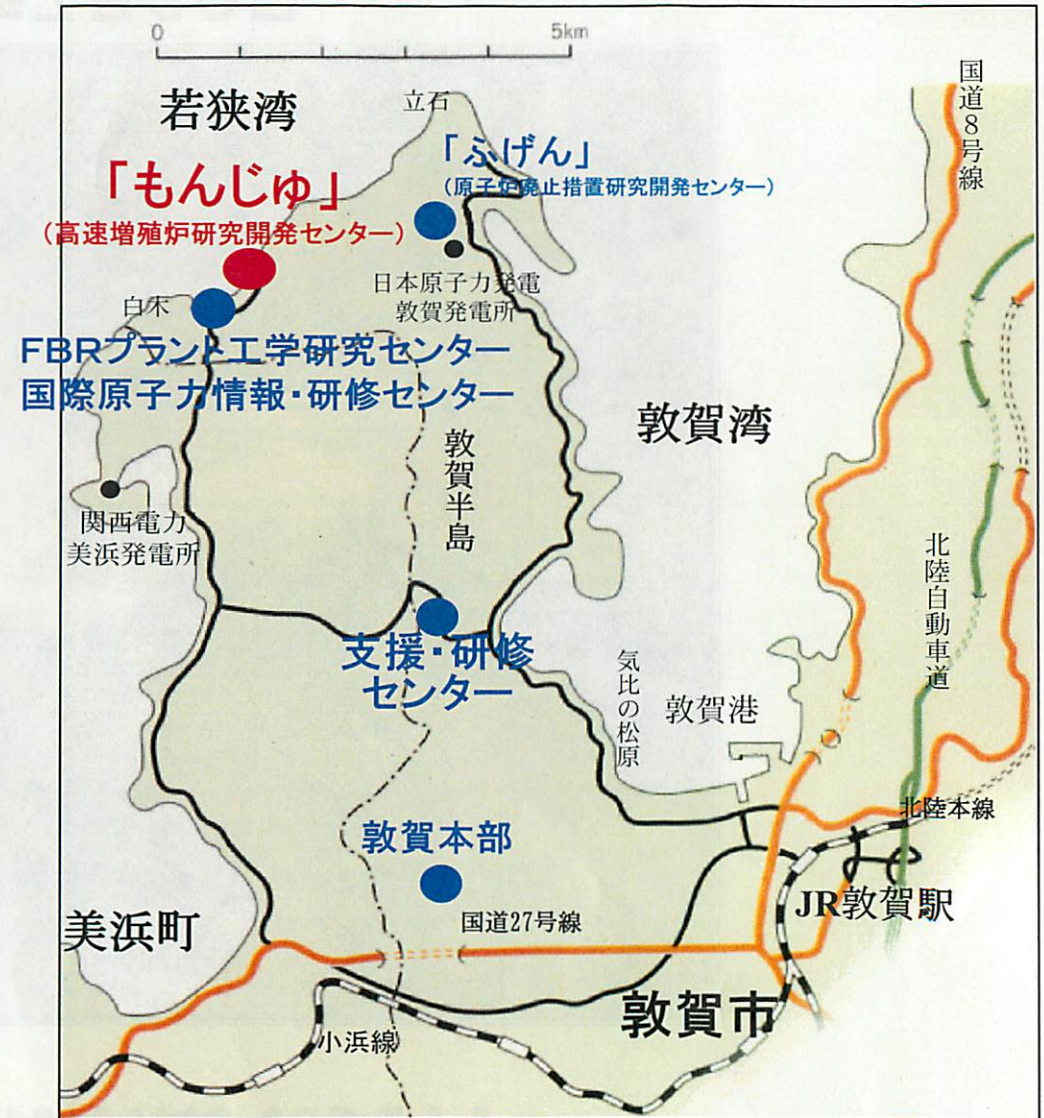 0 5km
若狭湾
立石
国道8号線
「ふげん」
(原子炉廃止措置研究開発センター)
「もんじゅ」
(高速増殖炉研究開発センター)
日本原子力発電
敦賀発電所
白木
FBRプラント工学研究センター
国際原子力情報・研修センター
敦賀湾
敦賀半島
関西電力
美浜発電所
北陸自動車道
支援・研修
センター
気比の松原
敦賀港
北陸本線
敦賀本部
JR敦賀駅
美浜町
国道27号線
敦賀市
小浜線